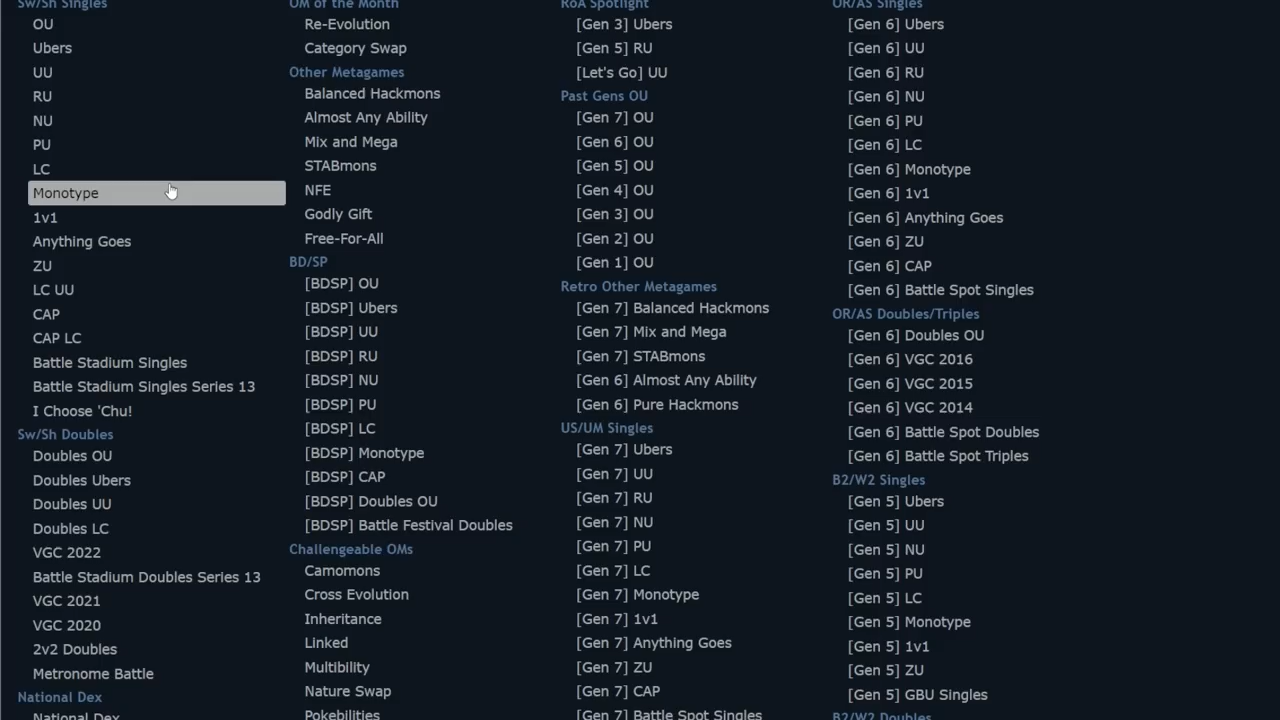 Sw/Sh Singles
OU
Ubers
UU
RU
NU
PU
LC
Monotype
1v1
Anything Goes
ZU
LC UU
CAP
CAP LC
Battle Stadium Singles
Battle Stadium Singles Series 13
I Choose 'Chu!
Sw/Sh Doubles
Doubles OU
Doubles Ubers
Doubles UU
Doubles LC
VGC 2022
Battle Stadium Doubles Series 13
VGC 2021
VGC 2020
2v2 Doubles
Metronome Battle
National Dex
National Dex
OM of the Month
Re-Evolution
Category Swap
Other Metagames
Balanced Hackmons
Almost Any Ability
Mix and Mega
STABmons
NFE
Godly Gift
Free-For-All
BD/SP
[BDSP] OU
[BDSP] Ubers
[BDSP] UU
[BDSP] RU
[BDSP] NU
[BDSP] PU
[BDSP] LC
[BDSP] Monotype
[BDSP] CAP
[BDSP] Doubles OU
[BDSP] Battle Festival Doubles
Challengeable OMs
Camomons
Cross Evolution
Inheritance
Linked
Multibility
Nature Swap
Pokebilities
RoA Spotlight
[Gen 3] Ubers
[Gen 5] RU
[Let's Go] UU
Past Gens OU
[Gen 7] OU
[Gen 6] OU
[Gen 5] OU
[Gen 4] OU
[Gen 3] OU
[Gen 2] OU
[Gen 1] OU
Retro Other Metagames
[Gen 7] Balanced Hackmons
[Gen 7] Mix and Mega
[Gen 7] STABmons
[Gen 6] Almost Any Ability
[Gen 6] Pure Hackmons
US/UM Singles
[Gen 7] Ubers
[Gen 7] UU
[Gen 7] RU
[Gen 7] NU
[Gen 7] PU
[Gen 7] LC
[Gen 7] Monotype
[Gen 7] 1v1
[Gen 7] Anything Goes
[Gen 7] ZU
[Gen 7] CAP
[Gen 7] Battle Spot Singles
OR/AS Singles
[Gen 6] Ubers
[Gen 6] UU
[Gen 6] RU
[Gen 6] NU
[Gen 6] PU
[Gen 6] LC
[Gen 6] Monotype
[Gen 6] 1v1
[Gen 6] Anything Goes
[Gen 6] ZU
[Gen 6] CAP
[Gen 6] Battle Spot Singles
OR/AS Doubles/Triples
[Gen 6] Doubles OU
[Gen 6] VGC 2016
[Gen 6] VGC 2015
[Gen 6] VGC 2014
[Gen 6] Battle Spot Doubles
[Gen 6] Battle Spot Triples
B2/W2 Singles
[Gen 5] Ubers
[Gen 5] UU
[Gen 5] NU
[Gen 5] PU
[Gen 5] LC
[Gen 5] Monotype
[Gen 5] 1v1
[Gen 5] ZU
[Gen 5] GBU Singles
B2/W2 Doubles